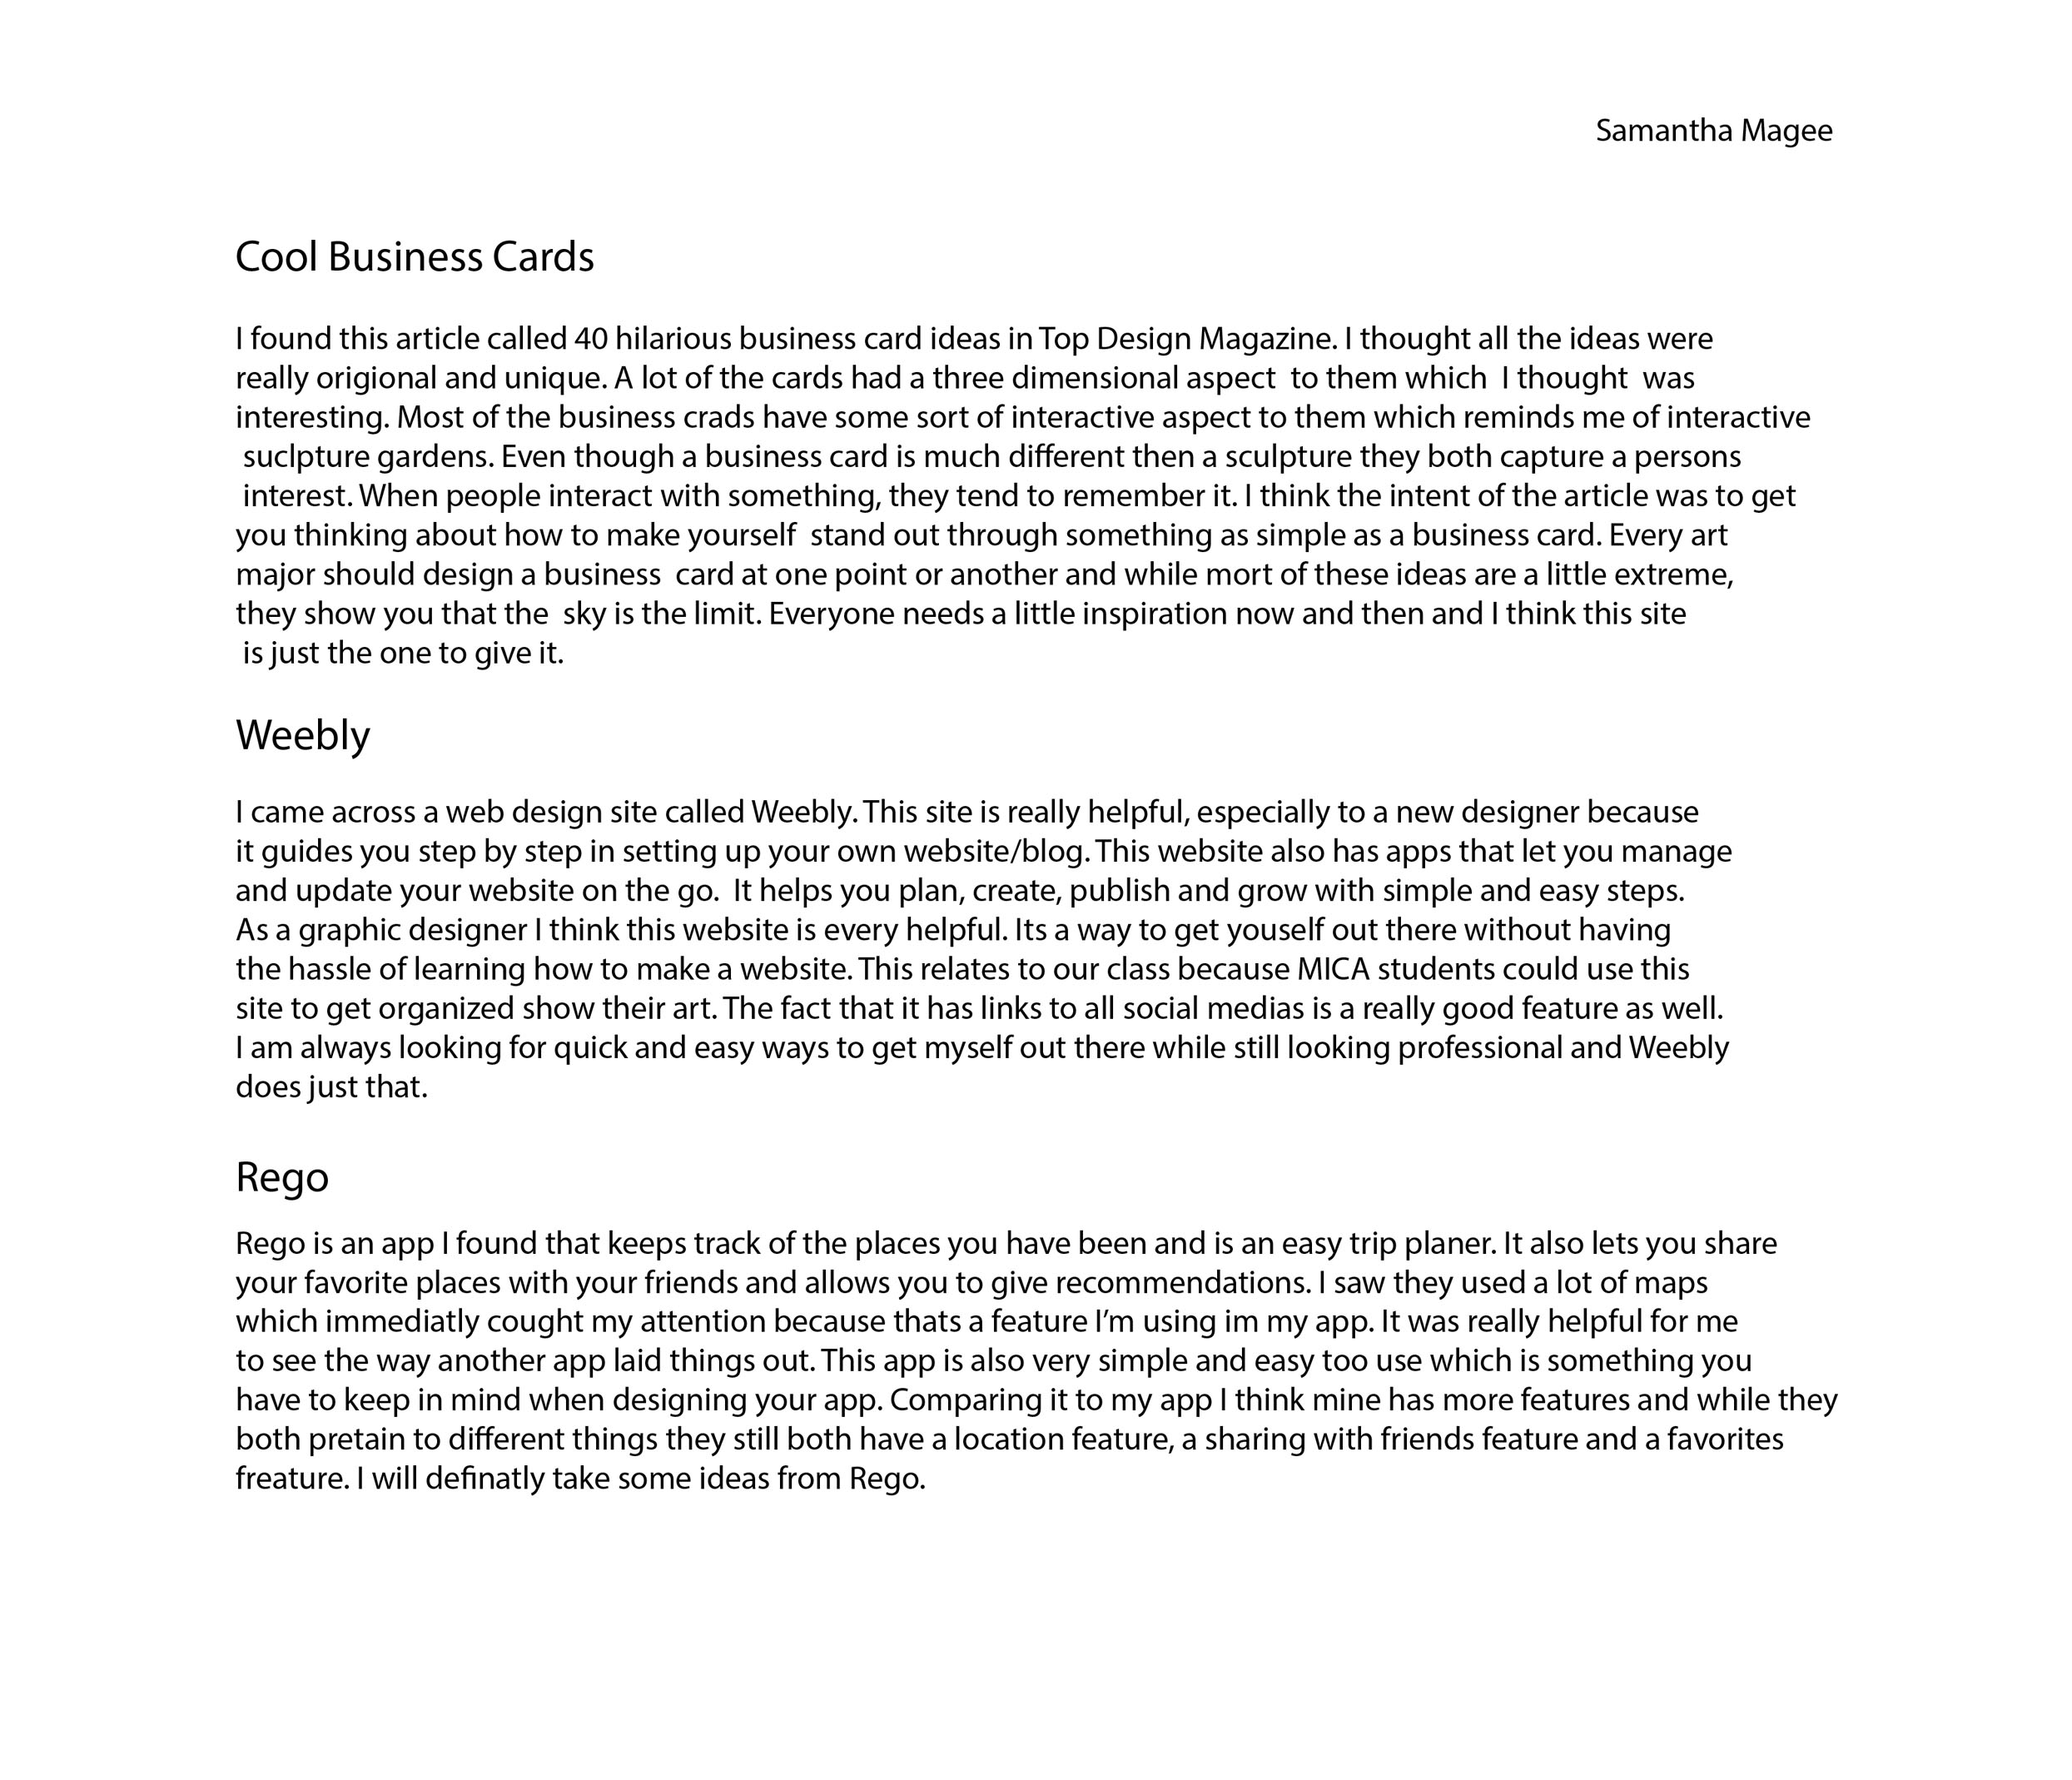 Samantha Magee
Cool Business Cards
I found this article called 40 hilarious business card ideas in Top Design Magazine. I thought all the ideas were
really origional and unique. A lot of the cards had a three dimensional aspect  to them which  I thought  was
interesting. Most of the business crads have some sort of interactive aspect to them which reminds me of interactive
suclpture gardens. Even though a business card is much different then a sculpture they both capture a persons
interest. When people interact with something, they tend to remember it. I think the intent of the article was to get
you thinking about how to make yourself  stand out through something as simple as a business card. Every art
major should design a business  card at one point or another and while mort of these ideas are a little extreme,
they show you that the  sky is the limit. Everyone needs a little inspiration now and then and I think this site
is just the one to give it.
Weebly
I came across a web design site called Weebly. This site is really helpful, especially to a new designer because
it guides you step by step in setting up your own website/blog. This website also has apps that let you manage
and update your website on the go.  It helps you plan, create, publish and grow with simple and easy steps.
As a graphic designer I think this website is every helpful. Its a way to get youself out there without having
the hassle of learning how to make a website. This relates to our class because MICA students could use this
site to get organized show their art. The fact that it has links to all social medias is a really good feature as well.
I am always looking for quick and easy ways to get myself out there while still looking professional and Weebly
does just that.
Rego
Rego is an app I found that keeps track of the places you have been and is an easy trip planer. It also lets you share
your favorite places with your friends and allows you to give recommendations. I saw they used a lot of maps
which immediatly cought my attention because thats a feature I'm using im my app. It was really helpful for me
to see the way another app laid things out. This app is also very simple and easy too use which is something you
have to keep in mind when designing your app. Comparing it to my app I think mine has more features and while they
both pretain to different things they still both have a location feature, a sharing with friends feature and a favorites
freature. I will definatly take some ideas from Rego.